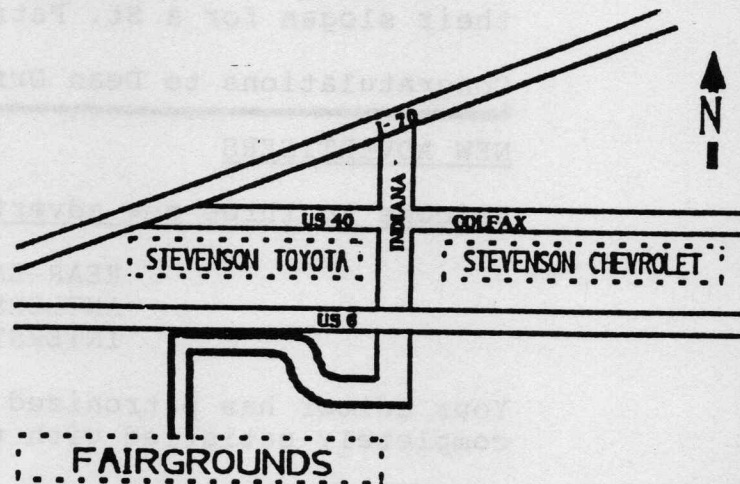 I-70
N
INDIANA -
US 40 COLFAX
STEVENSON TOYOTA
STEVENSON CHEVROLET
US 6
FAIRGROUNDS